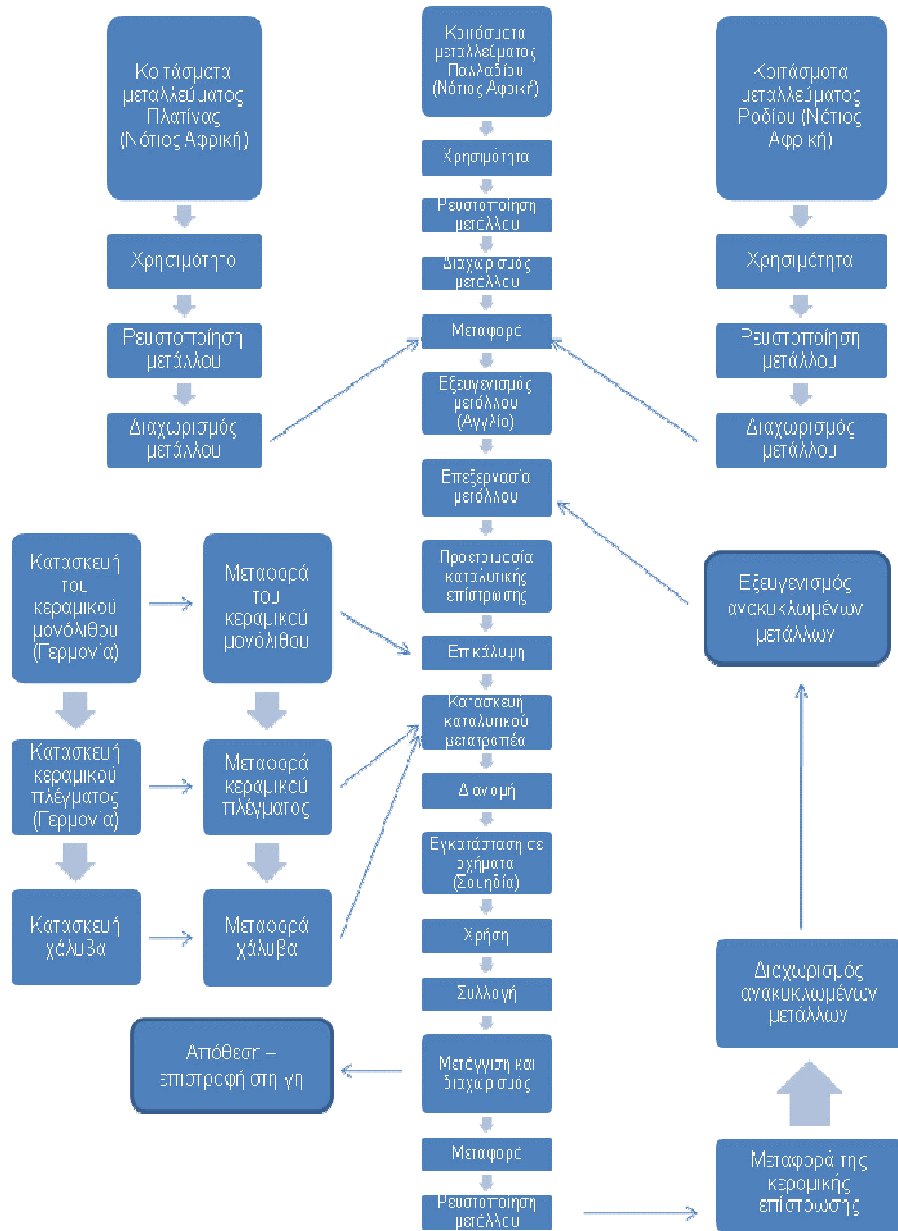 Κοιτάσματα
μεταλλεύματος
Πλατίνας
(Νότιος Αφρική)
Χρησιμότητα
Ρευστοποίηση
μετάλλου
Διαχωρισμός
μετάλλου
Κοιτάσματα
μεταλλεύματος
Παλλαδίου
(Νότιος Αφρική)
Χρησιμότητα
Ρευστοποίηση
μετάλλου
Διαχωρισμός
μετάλλου
Μεταφορά
Εξευγενισμός
μετάλλου
(Αγγλία)
Επεξεργασία
μετάλλου
Προετοιμασία
καταλυτικής
επίστρωσης
Επικάλυψη
Κατασκευή
καταλυτικού
μετατροπέα
Διανομή
Εγκατάσταση σε
οχήματα
(Σουηδία)
Χρήση
Συλλογή
Μετάγγιση και
διαχωρισμός
Μεταφορά
Ρευστοποίηση
μετάλλου
Κοιτάσματα
μεταλλεύματος
Ροδίου (Νότιος
Αφρική)
Χρησιμότητα
Ρευστοποίηση
μετάλλου
Διαχωρισμός
μετάλλου
Κατασκευή
του
κεραμικού
μονόλιθου
(Γερμανία)
Μεταφορά
του
κεραμικού
μονόλιθου
Κατασκευή
κεραμικού
πλέγματος
(Γερμανία)
Μεταφορά
κεραμικού
πλέγματος
Κατασκευή
χάλυβα
Μεταφορά
χάλυβα
Απόθεση –
επιστροφή στη γη
Εξευγενισμός
ανακυκλωμένων
μετάλλων
Διαχωρισμός
ανακυκλωμένων
μετάλλων
Μεταφορά της
κεραμικής
επίστρωσης